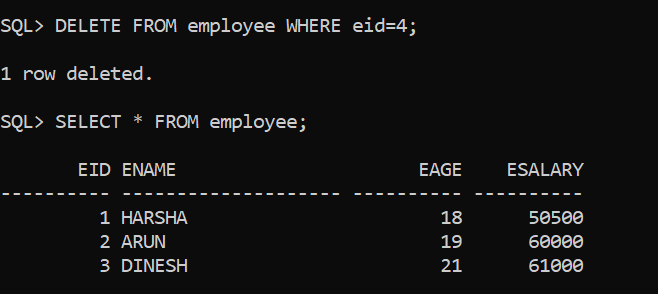 SQL> DELETE FROM employee WHERE eid=4;
1 row deleted.
SQL> SELECT * FROM employee;
       EID ENAME                      EAGE    ESALARY
---------- -------------------- ---------- ----------
         1 HARSHA                       18      50500
         2 ARUN                         19      60000
         3 DINESH                       21      61000